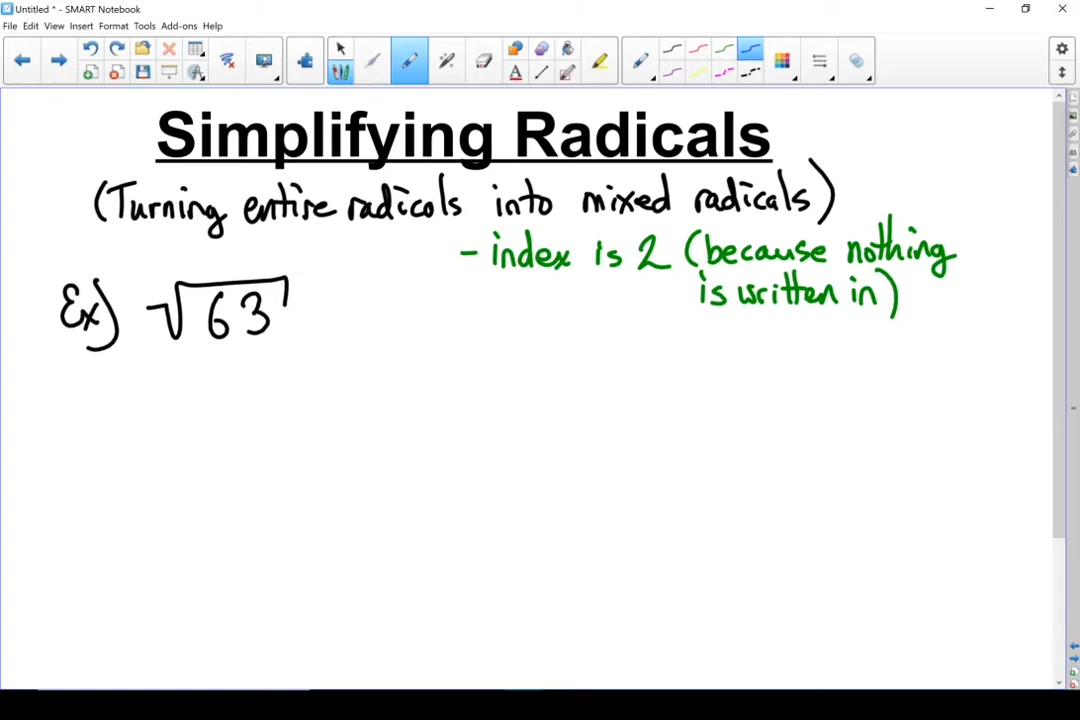 Untitled * - SMART Notebook
File Edit View Insert Format Tools Add-ons Help
Simplifying Radicals
(Turning entire radicals into mixed radicals)
- index is 2 (because nothing
is written in)
Ex) √63